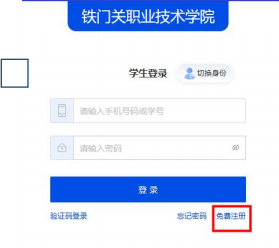 铁门关职业技术学院
学生登录 切换身份
请输入手机号码或学号
请输入密码
登录
验证码登录 忘记密码 免费注册